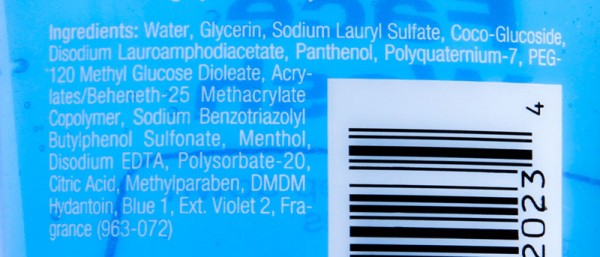 Ingredients: Water, Glycerin, Sodium Lauryl Sulfate, Coco-Glucoside,
Disodium Lauroamphodiacetate, Panthenol, Polyquaternium-7, PEG-
120 Methyl Glucose Dioleate, Acry-
lates/Beheneth-25 Methacrylate
Copolymer, Sodium Benzotriazolyl
Butylphenol Sulfonate, Menthol,
Disodium EDTA, Polysorbate-20,
Citric Acid, Methylparaben, DMDM
Hydantoin, Blue 1, Ext. Violet 2, Fra-
grance (963-072)
4
2023